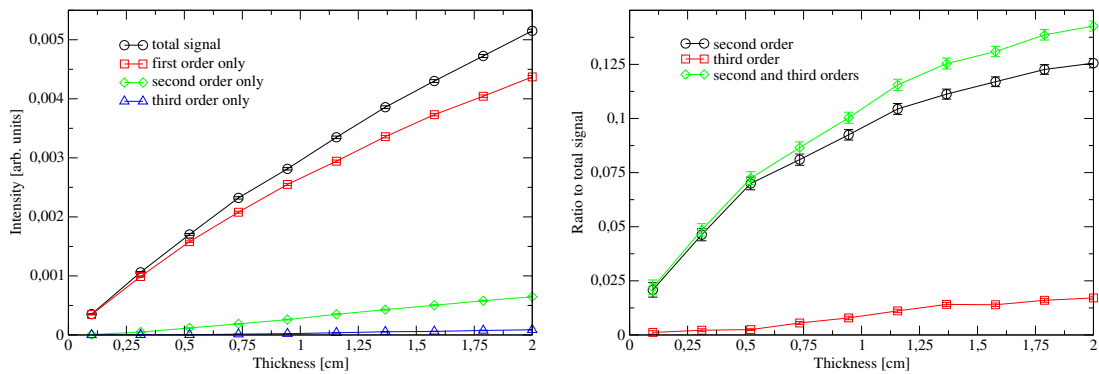 0,005
0,004
0,003
0,002
0,001
0
Intensity [arb. units]
total signal
first order only
second order only
third order only
0 0,25 0,5 0,75 1 1,25 1,5 1,75 2
Thickness [cm]
0,125
0,1
0,075
0,05
0,025
0
Ratio to total signal
second order
third order
second and third orders
0 0,25 0,5 0,75 1 1,25 1,5 1,75 2
Thickness [cm]